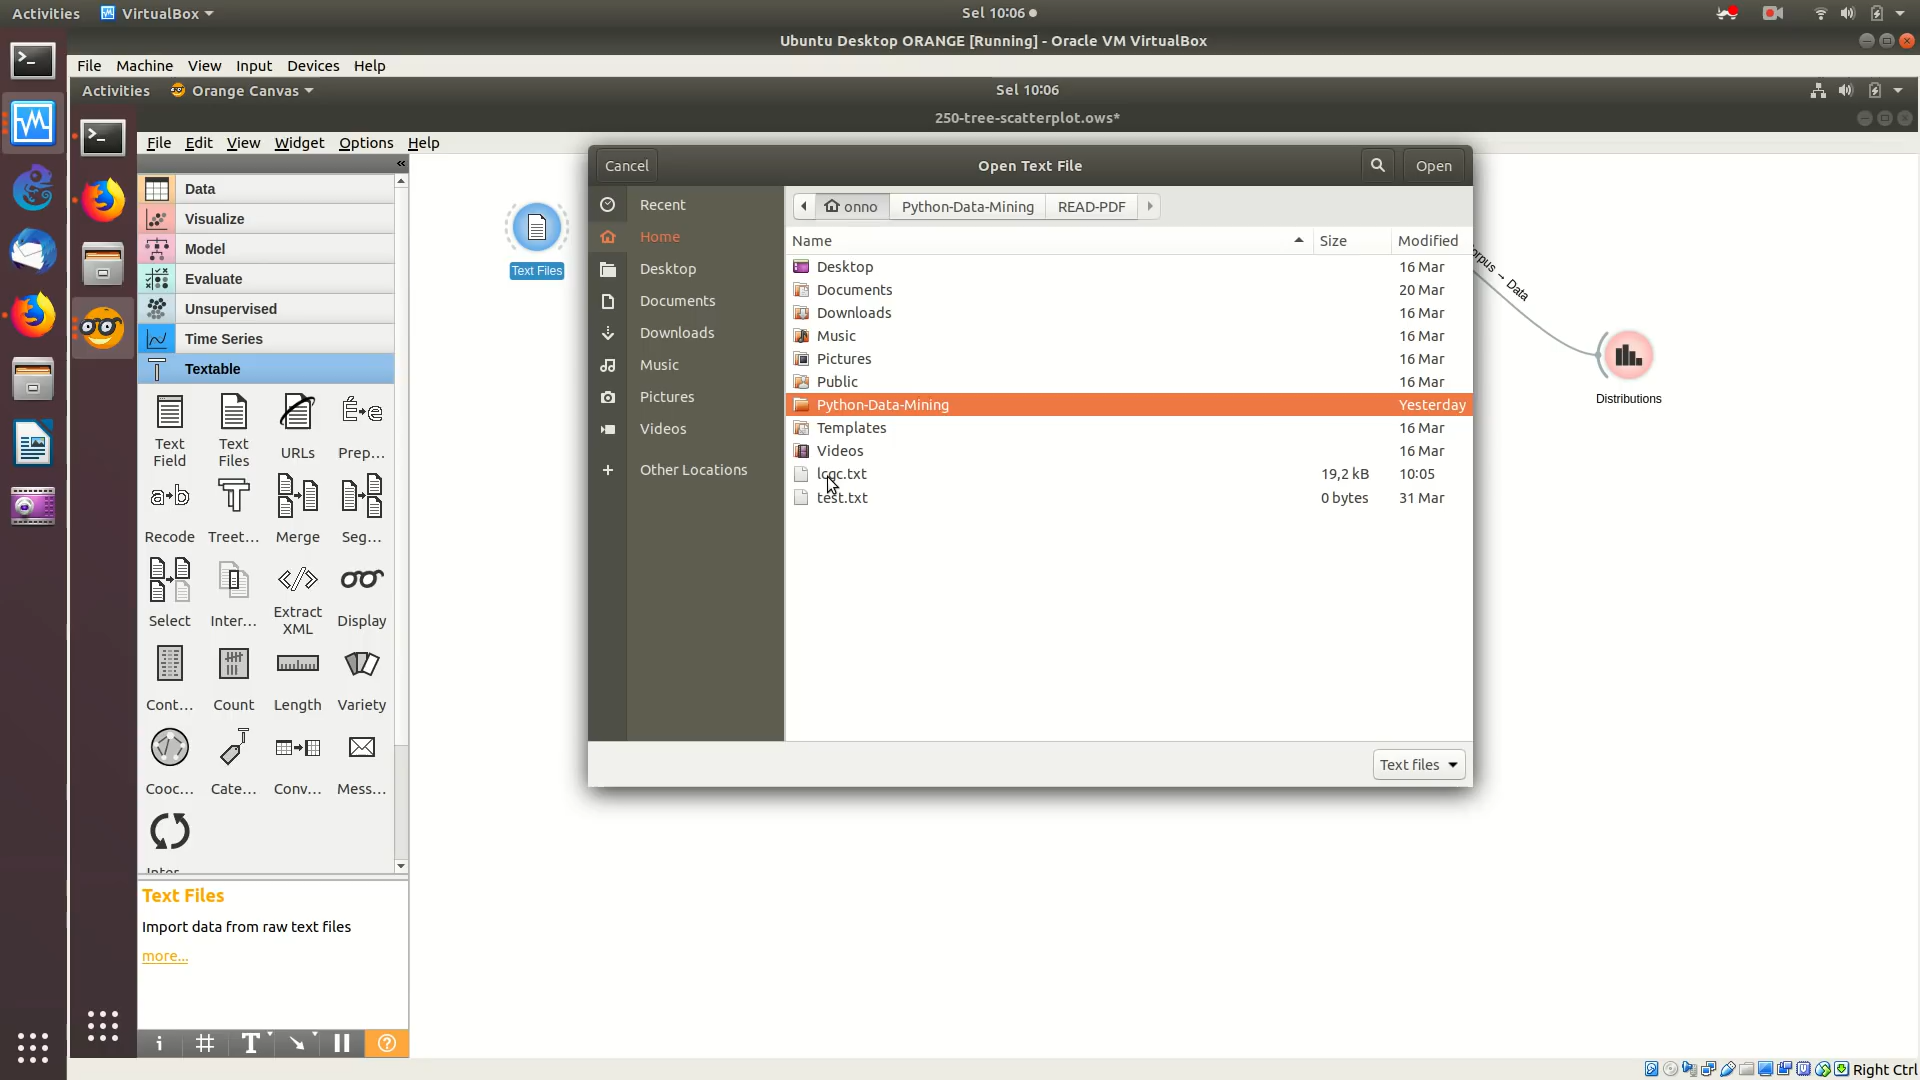 Activities VirtualBox Sel 10:06
Ubuntu Desktop ORANGE [Running] - Oracle VM VirtualBox
File Machine View Input Devices Help
Activities Orange Canvas Sel 10:06
250-tree-scatterplot.ows*
File Edit View Widget Options Help
Data
Visualize
Model
Evaluate
Unsupervised
Time Series
Textable
Text Field
Text Files
URLs
Prep...
Recode
Treet...
Merge
Seg...
Select
Inter...
Extract XML
Display
Cont...
Count
Length
Variety
Cooc...
Cate...
Conv...
Mess...
Text Files
Import data from raw text files
more...
Text Files
Cancel Open Text File Open
Recent
Home
Desktop
Documents
Downloads
Music
Pictures
Videos
Other Locations
onno Python-Data-Mining READ-PDF
Name Size Modified
Desktop 16 Mar
Documents 20 Mar
Downloads 16 Mar
Music 16 Mar
Pictures 16 Mar
Public 16 Mar
Python-Data-Mining Yesterday
Templates 16 Mar
Videos 16 Mar
19,2 kB 10:05
test.txt 0 bytes 31 Mar
Text files
→ Data
Distributions
Right Ctrl